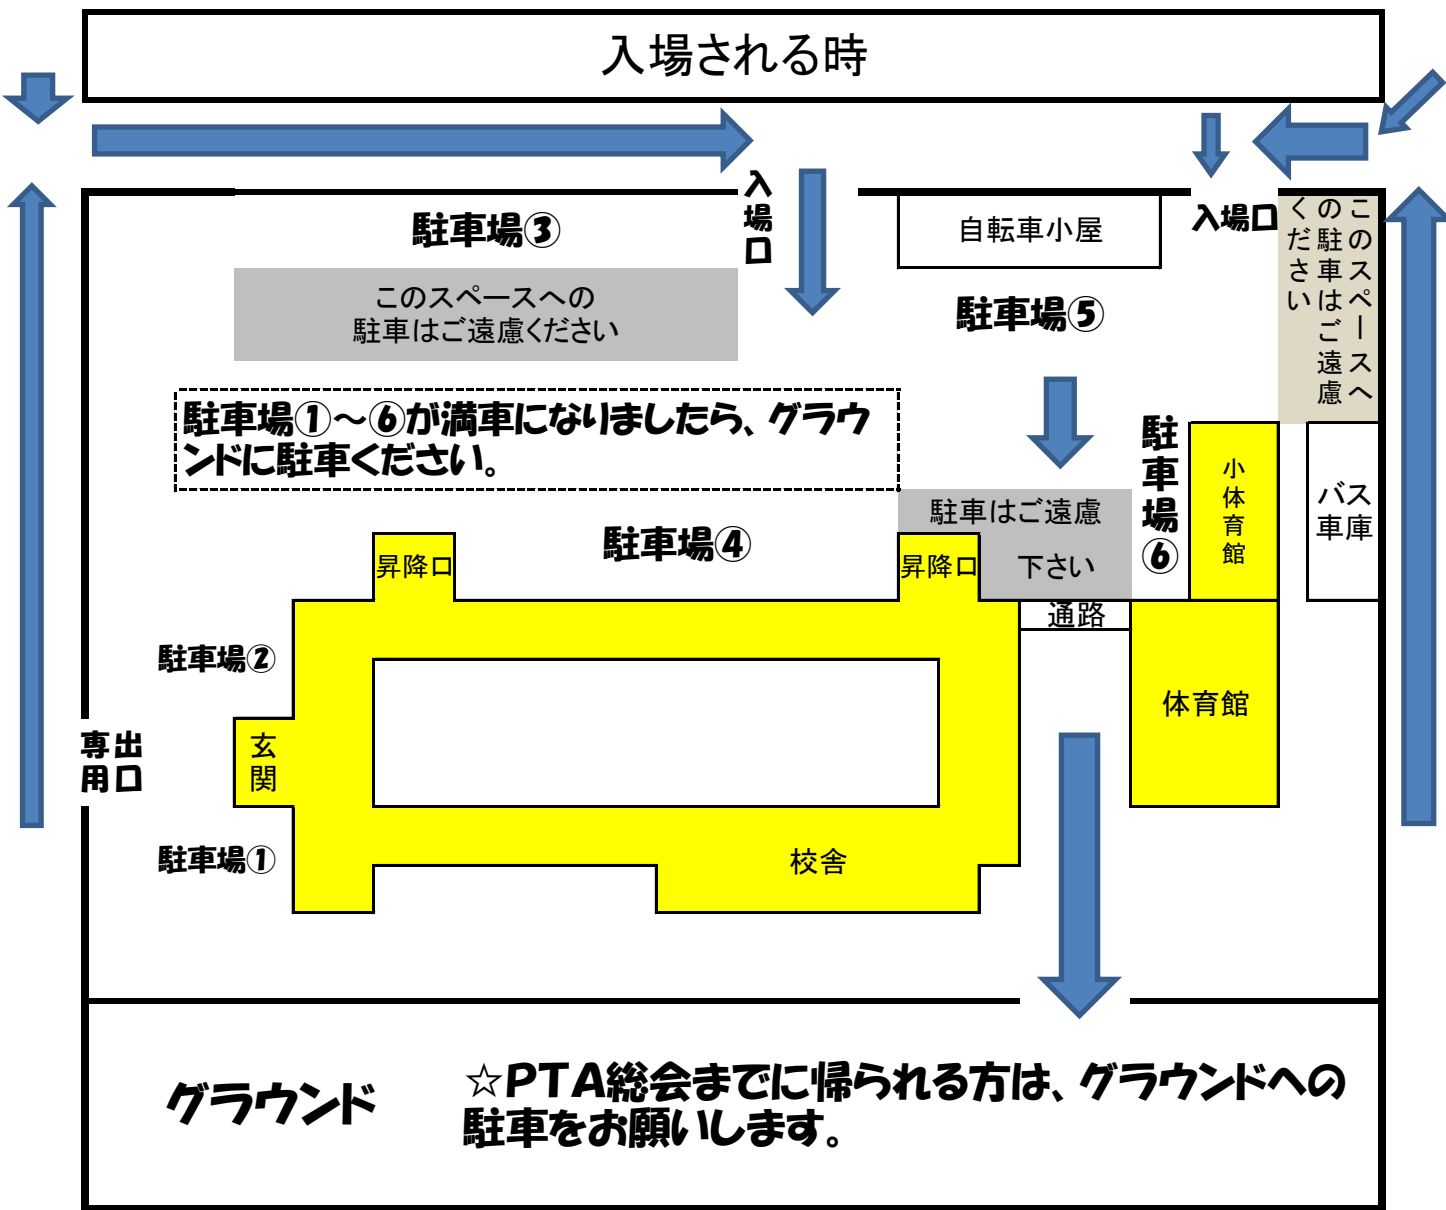 入場される時
入場口
入場口
駐車場③
自転車小屋
このスペースへ
の駐車はご遠慮
ください
このスペースへの
駐車はご遠慮ください
駐車場⑤
駐車場①～⑥が満車になりましたら、グラウ
ンドに駐車ください。
駐車場⑥
小体育館
バス
車庫
駐車はご遠慮
下さい
駐車場④
昇降口
昇降口
通路
駐車場②
体育館
出口
専用
玄関
駐車場①
校舎
グラウンド
☆PTA総会までに帰られる方は、グラウンドへの
駐車をお願いします。